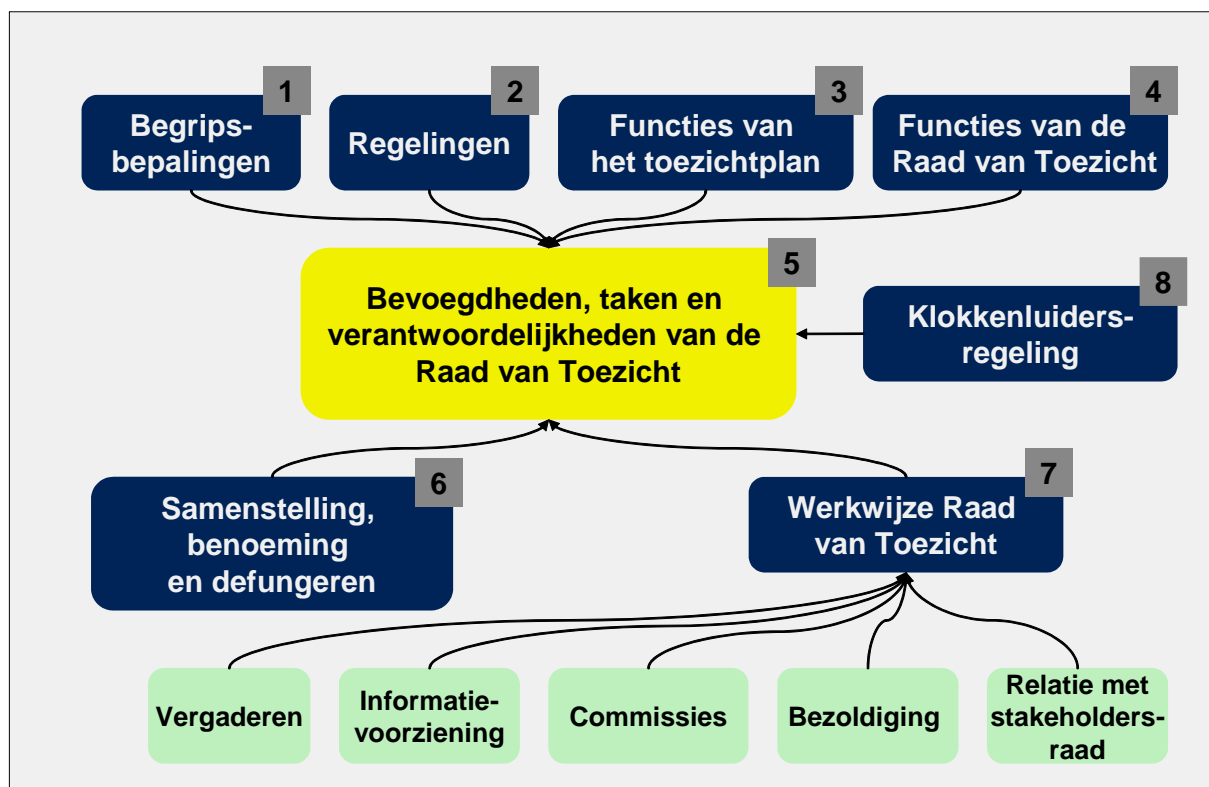 1
Begrips-
bepalingen
2
Regelingen
3
Functies van
het toezichtplan
4
Functies van de
Raad van Toezicht
5
Bevoegdheden, taken en
verantwoordelijkheden van de
Raad van Toezicht
8
Klokkenluiders-
regeling
6
Samenstelling,
benoeming
en defungeren
7
Werkwijze Raad
van Toezicht
Vergaderen
Informatie-
voorziening
Commissies
Bezoldiging
Relatie met
stakeholders-
raad